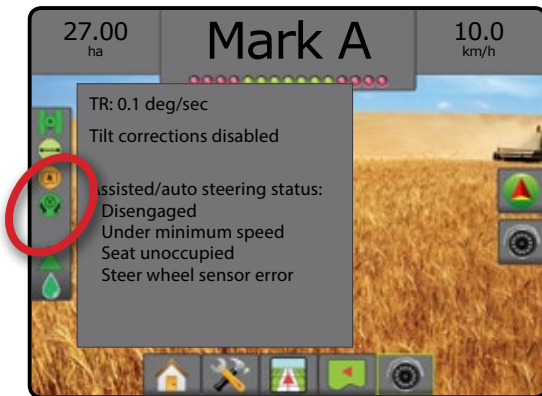 27.00
ha
Mark A
10.0
km/h
TR: 0.1 deg/sec
Tilt corrections disabled
Assisted/auto steering status:
Disengaged
Under minimum speed
Seat unoccupied
Steer wheel sensor error